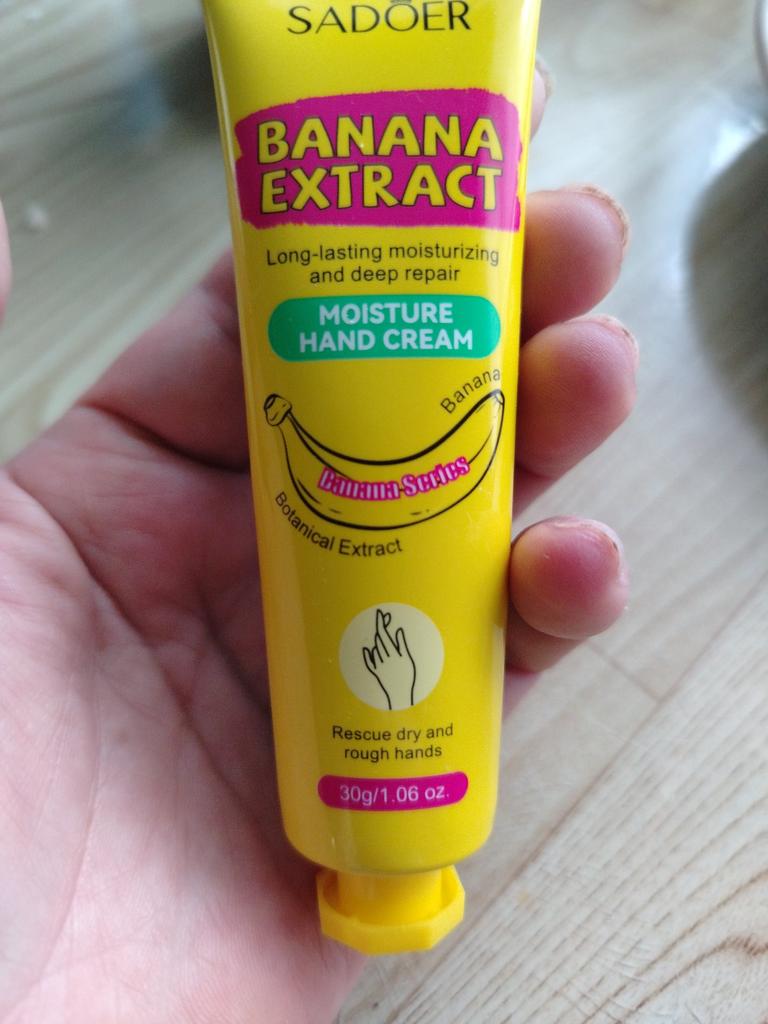 SADOER
BANANA
EXTRACT
Long-lasting moisturizing
and deep repair
MOISTURE
HAND CREAM
Banana
Banana Series
Botanical Extract
Rescue dry and
rough hands
30g/1.06 oz.